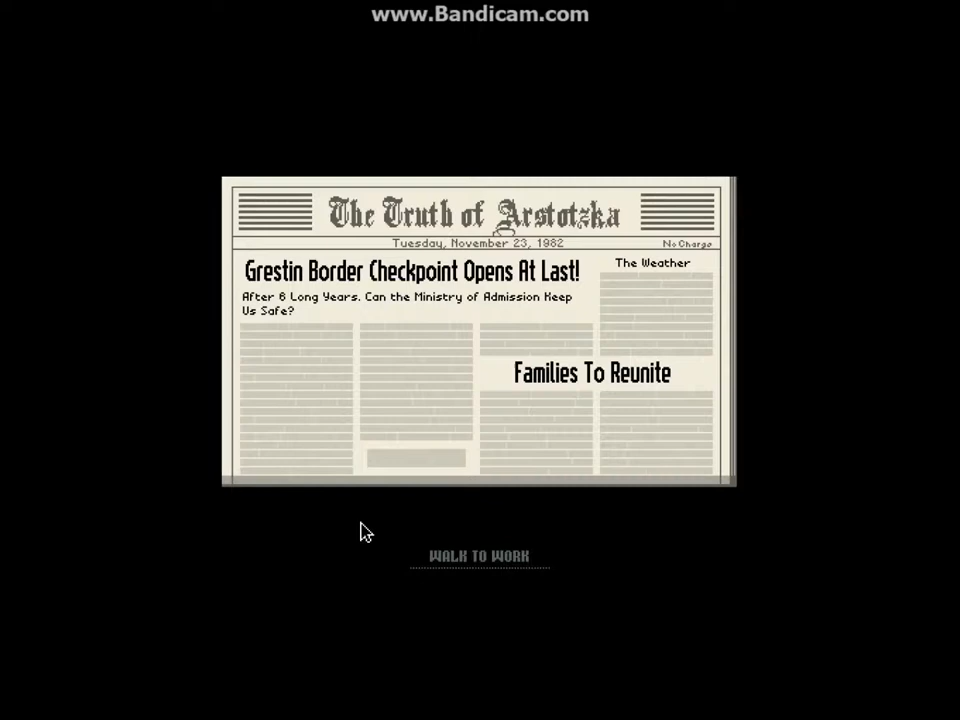 www.Bandicam.com
The Truth of Arstotzka
Tuesday, November 23, 1982
No Charge
Grestin Border Checkpoint Opens At Last!
After 6 Long Years. Can the Ministry of Admission Keep
Us Safe?
The Weather
Families To Reunite
WALK TO WORK